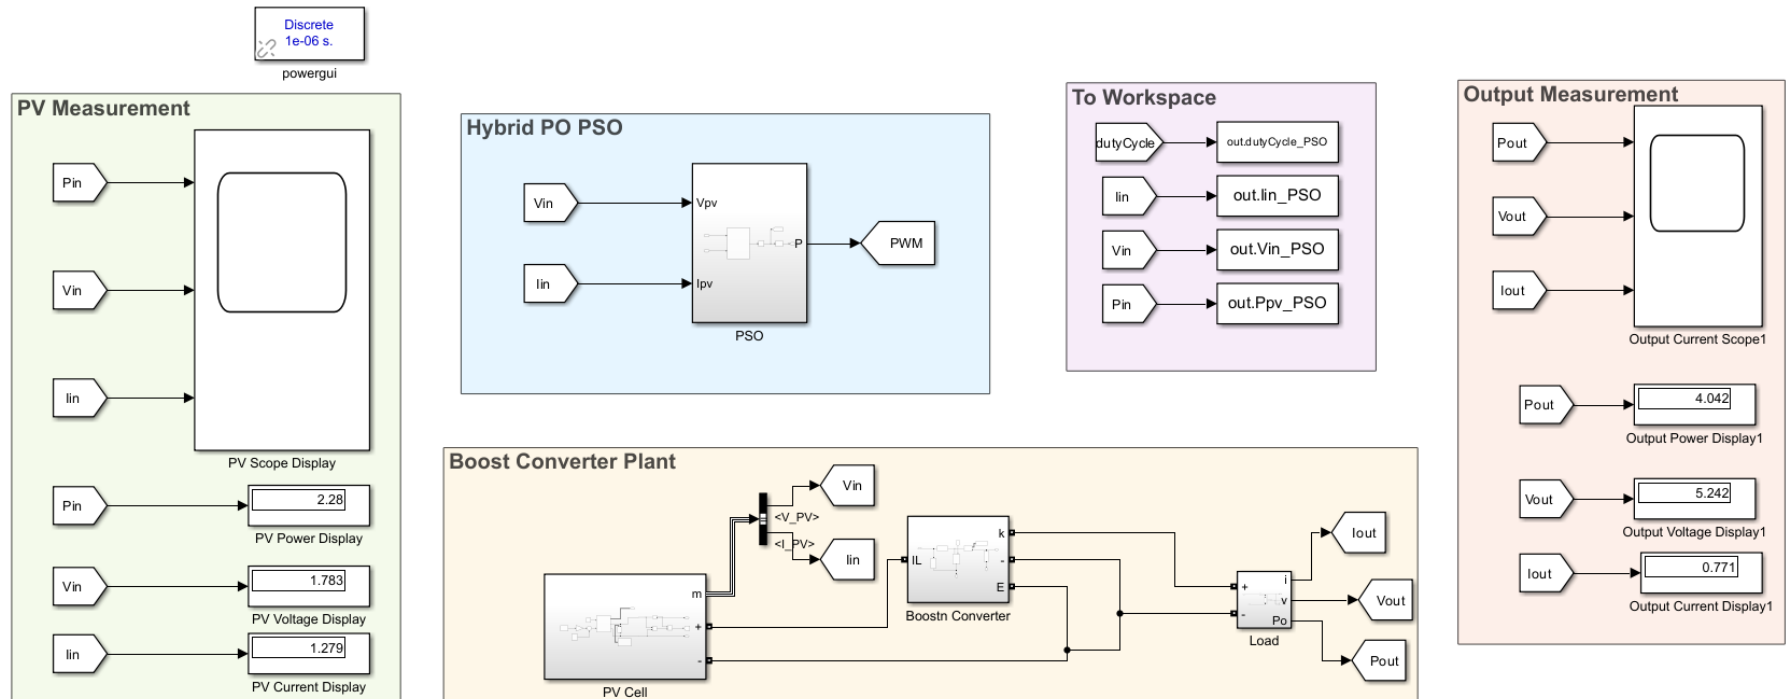 Discrete
1e-06 s.
powergui
PV Measurement
Pin
Vin
Iin
PV Scope Display
Pin
2.28
PV Power Display
Vin
1.783
PV Voltage Display
Iin
1.279
PV Current Display
Hybrid PO PSO
Vin
Iin
Vpv
Ipv
P
PSO
PWM
To Workspace
dutyCycle
out.dutyCycle_PSO
Iin
out.Iin_PSO
Vin
out.Vin_PSO
Pin
out.Ppv_PSO
Boost Converter Plant
Vin
<V_PV>
<I_PV>
Iin
m
+
-
PV Cell
IL
k
-
E
Boostn Converter
+
-
i
v
Po
Load
Iout
Vout
Pout
Output Measurement
Pout
Vout
Iout
Output Current Scope1
Pout
4.042
Output Power Display1
Vout
5.242
Output Voltage Display1
Iout
0.771
Output Current Display1